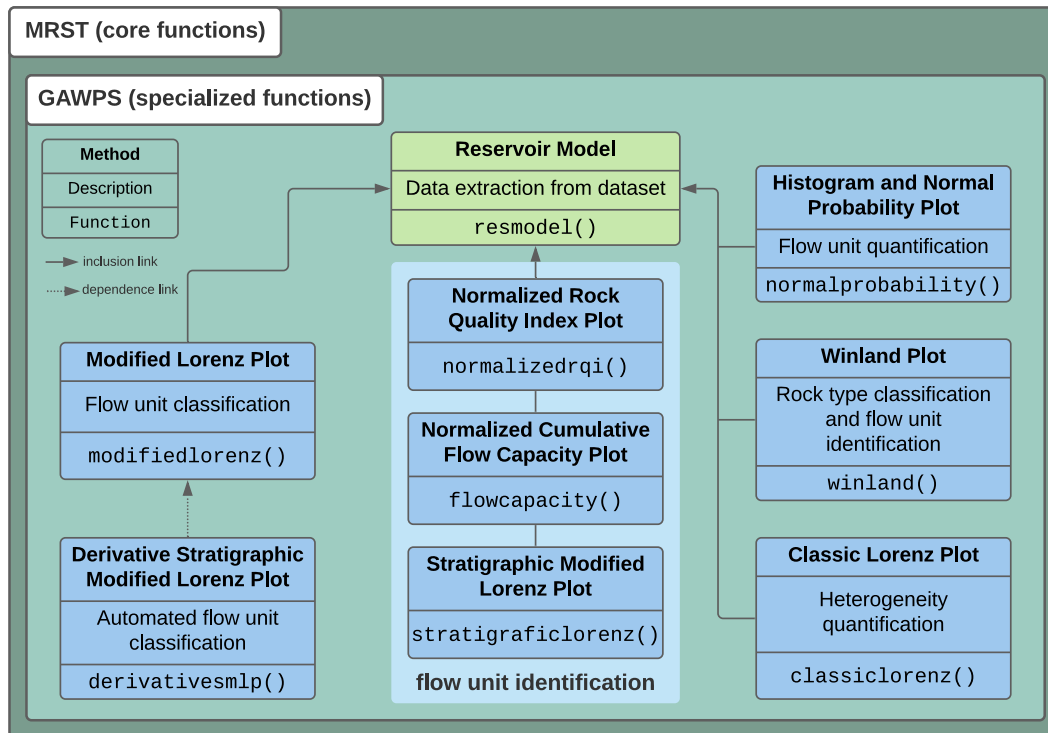 MRST (core functions)
GAWPS (specialized functions)
Method
Description
Function
inclusion link
dependence link
Reservoir Model
Data extraction from dataset
resmodel()
Modified Lorenz Plot
Flow unit classification
modifiedlorenz()
Derivative Stratigraphic
Modified Lorenz Plot
Automated flow unit
classification
derivativesmlp()
Normalized Rock
Quality Index Plot
normalizedrqi()
Normalized Cumulative
Flow Capacity Plot
flowcapacity()
Stratigraphic Modified
Lorenz Plot
stratigraficlorenz()
flow unit identification
Histogram and Normal
Probability Plot
Flow unit quantification
normalprobability()
Winland Plot
Rock type classification
and flow unit
identification
winland()
Classic Lorenz Plot
Heterogeneity
quantification
classiclorenz()